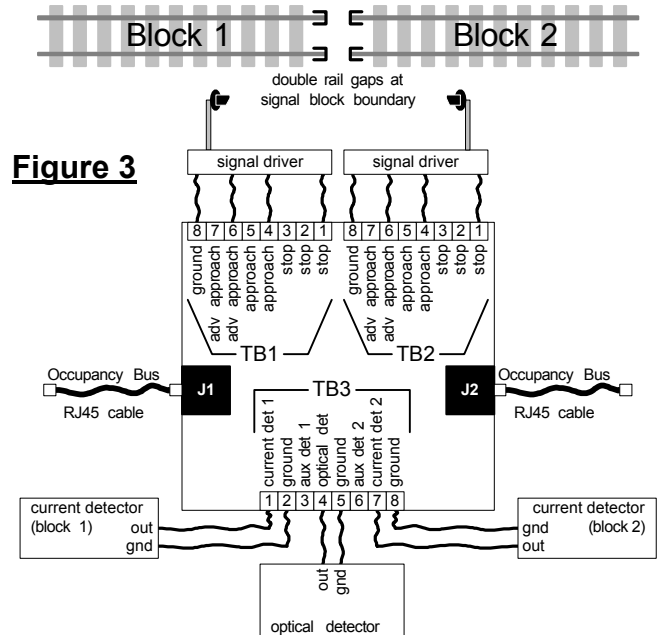 Block 1
Block 2
double rail gaps at
signal block boundary
Figure 3
signal driver
signal driver
8 7 6 5 4 3 2 1
8 7 6 5 4 3 2 1
ground
adv approach
adv approach
approach
approach
stop
stop
stop
ground
adv approach
adv approach
approach
approach
stop
stop
stop
TB1
TB2
Occupancy Bus
RJ45 cable
J1
TB3
J2
Occupancy Bus
RJ45 cable
current det 1
ground
aux det 1
optical det
ground
aux det 2
current det 2
ground
1 2 3 4 5 6 7 8
current detector
(block 1)
out
gnd
current detector
(block 2)
gnd
out
out
gnd
optical detector